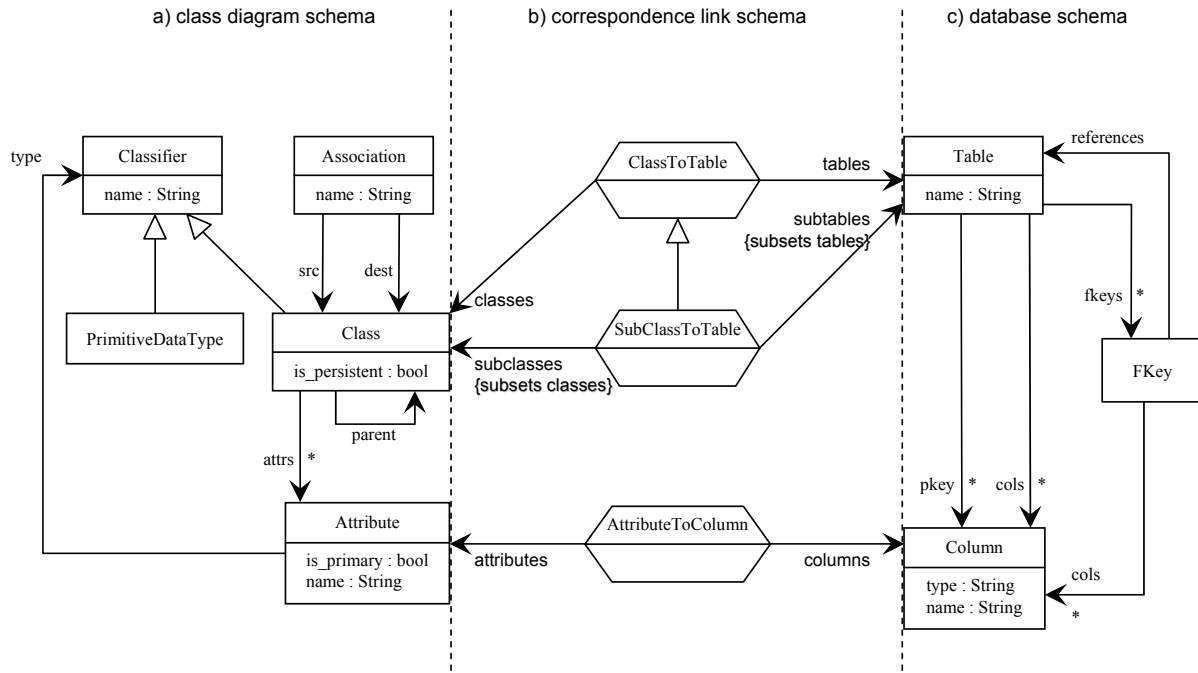 a) class diagram schema
b) correspondence link schema
c) database schema
type
Classifier
name : String
Association
name : String
ClassToTable
tables
Table
name : String
references
subtables
{subsets tables}
src
dest
classes
fkeys
*
PrimitiveDataType
Class
is_persistent : bool
SubClassToTable
subclasses
{subsets classes}
FKey
parent
attrs
*
pkey
*
cols
*
Attribute
is_primary : bool
name : String
attributes
AttributeToColumn
columns
Column
type : String
name : String
cols
*